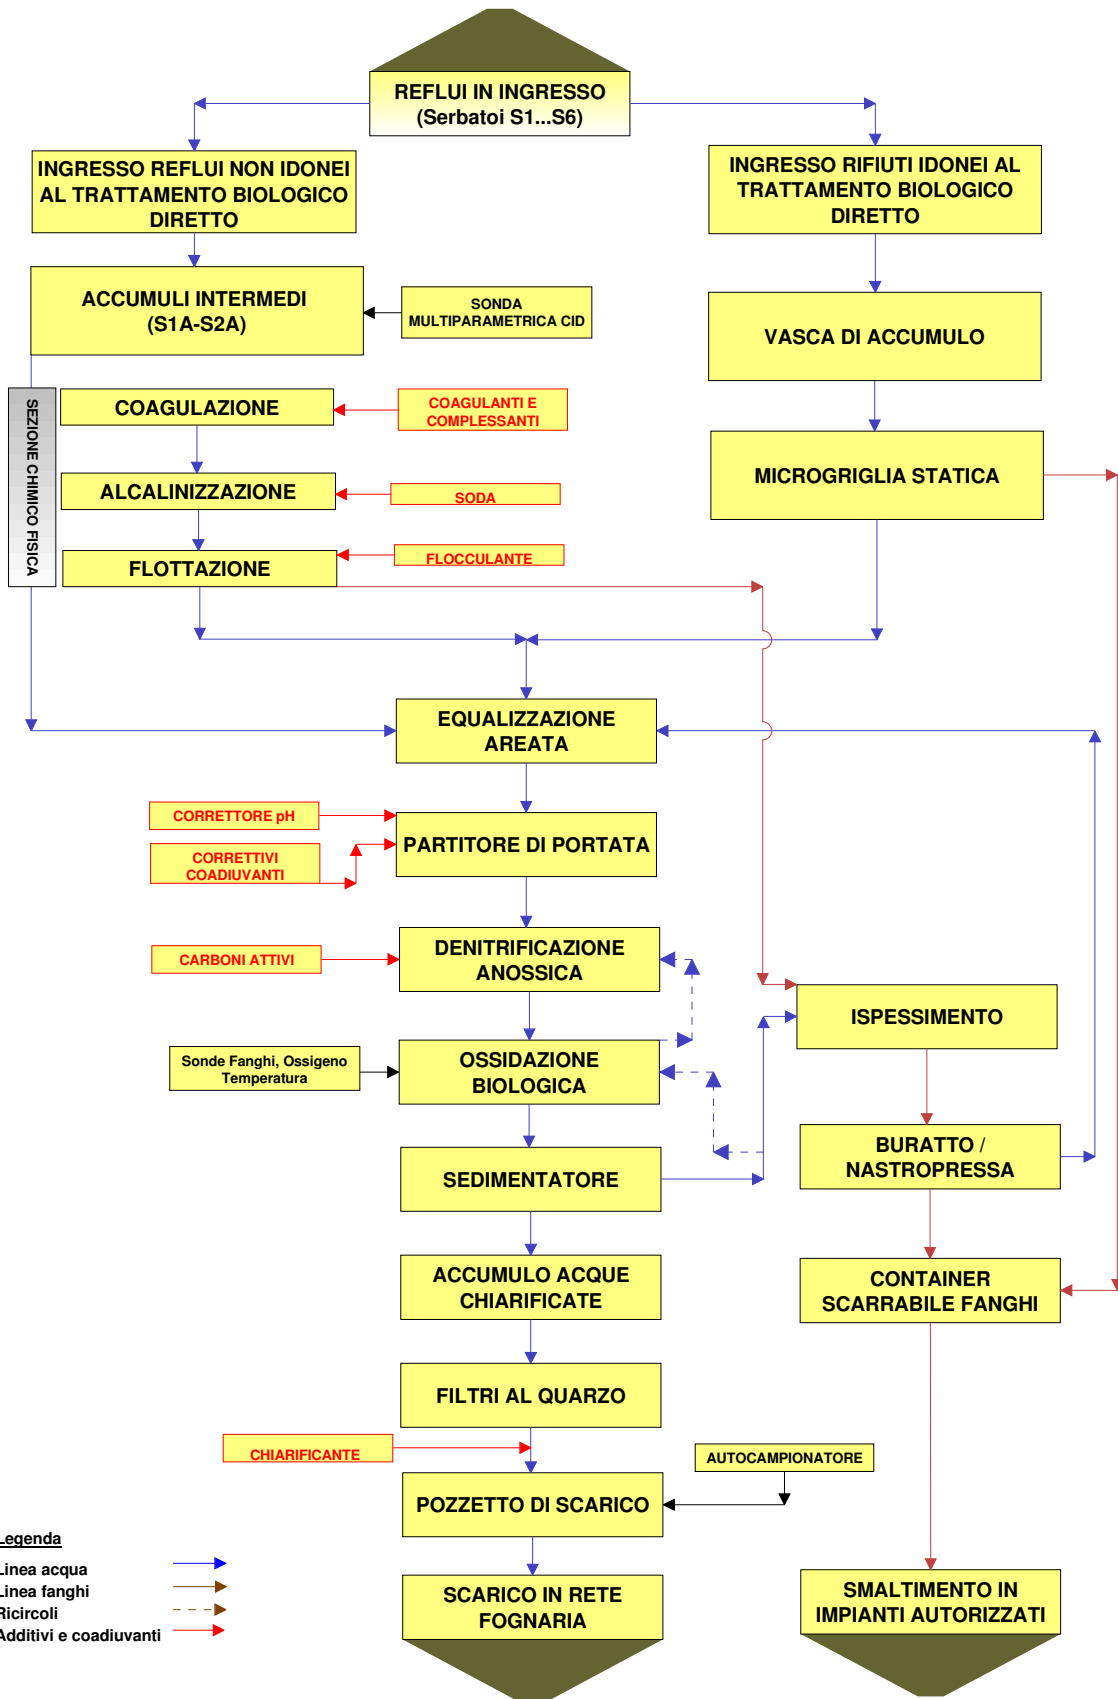 REFLUI IN INGRESSO
(Serbatoi S1...S6)
INGRESSO REFLUI NON IDONEI
AL TRATTAMENTO BIOLOGICO
DIRETTO
INGRESSO RIFIUTI IDONEI AL
TRATTAMENTO BIOLOGICO
DIRETTO
ACCUMULI INTERMEDI
(S1A-S2A)
SONDA
MULTIPARAMETRICA CID
VASCA DI ACCUMULO
SEZIONE CHIMICO FISICA
COAGULAZIONE
COAGULANTI E
COMPLESSANTI
MICROGRIGLIA STATICA
ALCALINIZZAZIONE
SODA
FLOTTAZIONE
FLOCCULANTE
EQUALIZZAZIONE
AREATA
CORRETTORE pH
PARTITORE DI PORTATA
CORRETTIVI
COADIUVANTI
DENITRIFICAZIONE
ANOSSICA
CARBONI ATTIVI
ISPESSIMENTO
Sonde Fanghi, Ossigeno
Temperatura
OSSIDAZIONE
BIOLOGICA
BURATTO /
NASTROPRESSA
SEDIMENTATORE
ACCUMULO ACQUE
CHIARIFICATE
CONTAINER
SCARRABILE FANGHI
FILTRI AL QUARZO
CHIARIFICANTE
AUTOCAMPIONATORE
POZZETTO DI SCARICO
Legenda
Linea acqua
Linea fanghi
Ricircoli
Additivi e coadiuvanti
SCARICO IN RETE
FOGNARIA
SMALTIMENTO IN
IMPIANTI AUTORIZZATI